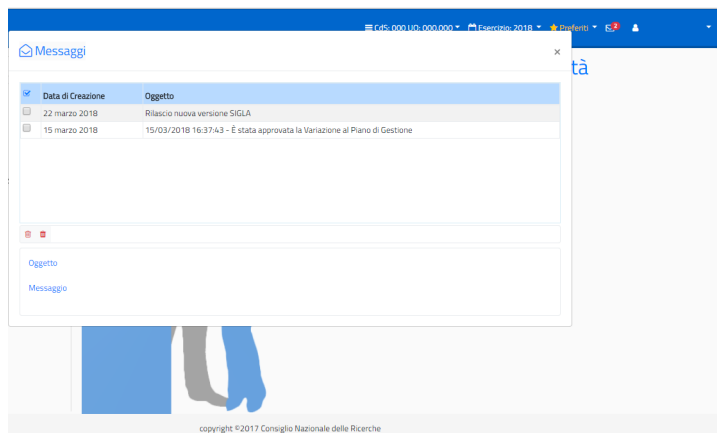 CdS: 000 UO: 000.000 Esercizio: 2018 Preferiti 2
Messaggi ×
tà
Data di Creazione Oggetto
22 marzo 2018 Rilascio nuova versione SIGLA
15 marzo 2018 15/03/2018 16:37:43 - È stata approvata la Variazione al Piano di Gestione
Oggetto
Messaggio
copyright ©2017 Consiglio Nazionale delle Ricerche